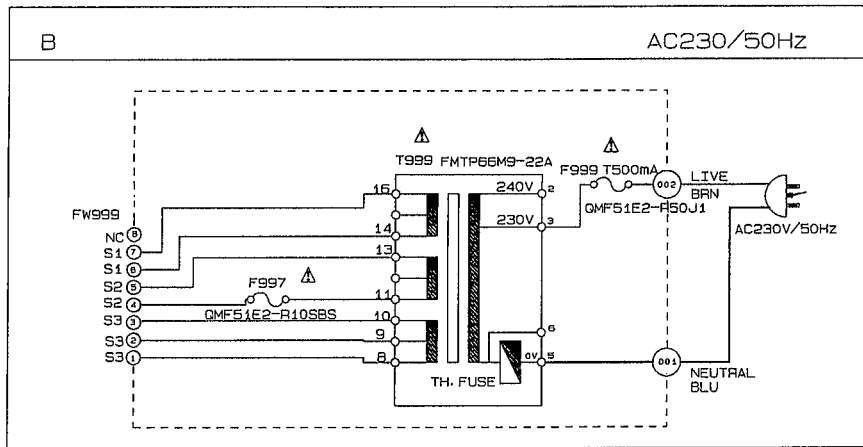 B
AC230/50Hz
T999 FMTP66M9-22A
F999 T500mA
002
LIVE
BRN
QMF51E2-R50J1
AC230V/50Hz
16
240V
2
230V
3
FW999
NC 8
S1 7
S1 6
S2 5
S2 4
S3 3
S3 2
S3 1
14
13
F997
11
QMF51E2-R10SBS
10
9
8
6
0V
5
TH. FUSE
001
NEUTRAL
BLU